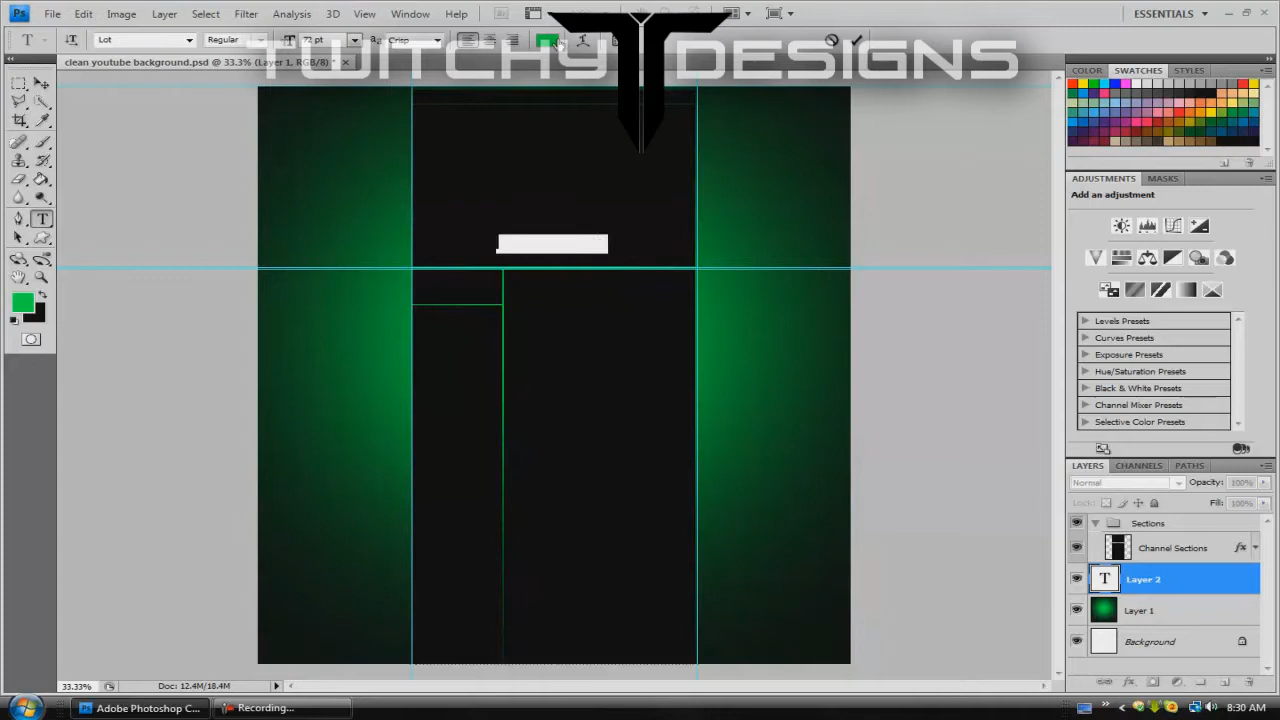 Ps File Edit Image Layer Select Filter Analysis 3D View Window Help Br ESSENTIALS
T Lot Regular 72 pt Crisp
TWITCHY DESIGNS
clean youtube background.psd @ 33.3% (Layer 1, RGB/8) * ×
COLOR SWATCHES STYLES
ADJUSTMENTS MASKS
Add an adjustment
Levels Presets
Curves Presets
Exposure Presets
Hue/Saturation Presets
Black & White Presets
Channel Mixer Presets
Selective Color Presets
LAYERS CHANNELS PATHS
Normal Opacity: 100%
Lock: Fill: 100%
Sections
Channel Sections fx
T Layer 2
Layer 1
Background
33.33% Doc: 12.4M/18.4M
Ps Adobe Photoshop C... Recording... 8:30 AM